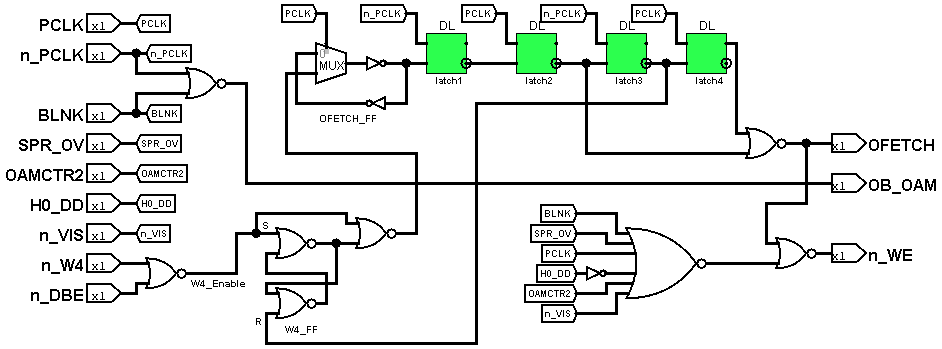 PCLK x1 PCLK
n_PCLK x1 n_PCLK
BLNK x1 BLNK
SPR_OV x1 SPR_OV
OAMCTR2 x1 OAMCTR2
H0_DD x1 H0_DD
n_VIS x1 n_VIS
n_W4 x1
n_DBE x1
W4_Enable
S
R
W4_FF
PCLK
0
MUX
OFETCH_FF
n_PCLK
DL
latch1
PCLK
DL
latch2
n_PCLK
DL
latch3
PCLK
DL
latch4
x1 OFETCH
x1 OB_OAM
BLNK
SPR_OV
PCLK
H0_DD
OAMCTR2
n_VIS
x1 n_WE